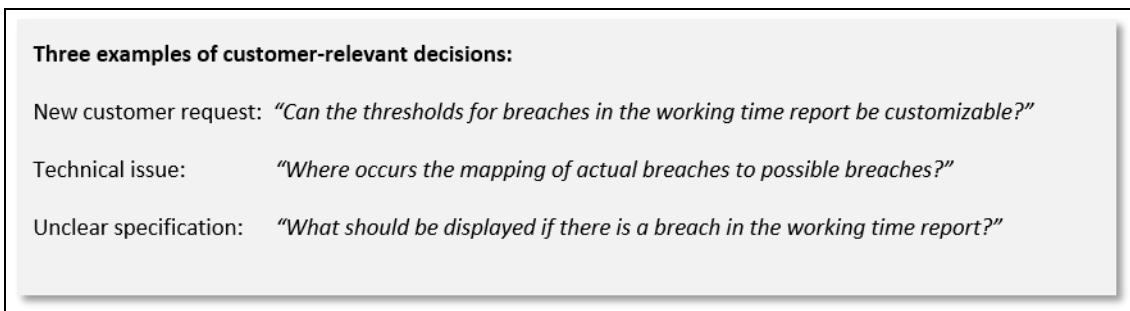 Three examples of customer-relevant decisions:
New customer request: “Can the thresholds for breaches in the working time report be customizable?”
Technical issue: “Where occurs the mapping of actual breaches to possible breaches?”
Unclear specification: “What should be displayed if there is a breach in the working time report?”